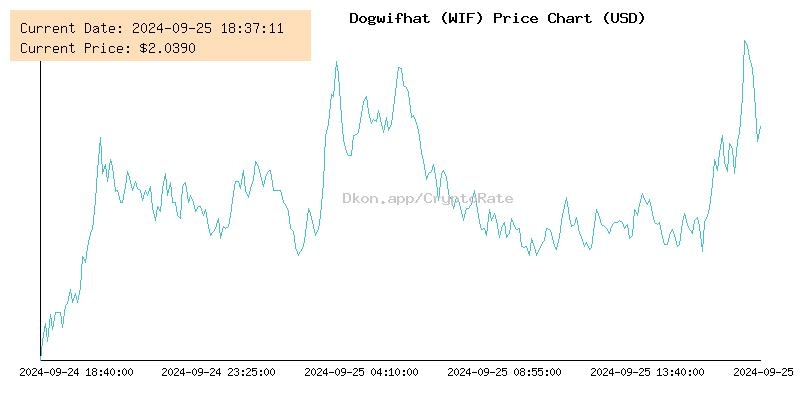 Dogwifhat (WIF) Price Chart (USD)
Current Date: 2024-09-25 18:37:11
Current Price: $2.0390
Dkon.app/CryptoRate
2024-09-24 18:40:00 2024-09-24 23:25:00 2024-09-25 04:10:00 2024-09-25 08:55:00 2024-09-25 13:40:00 2024-09-25